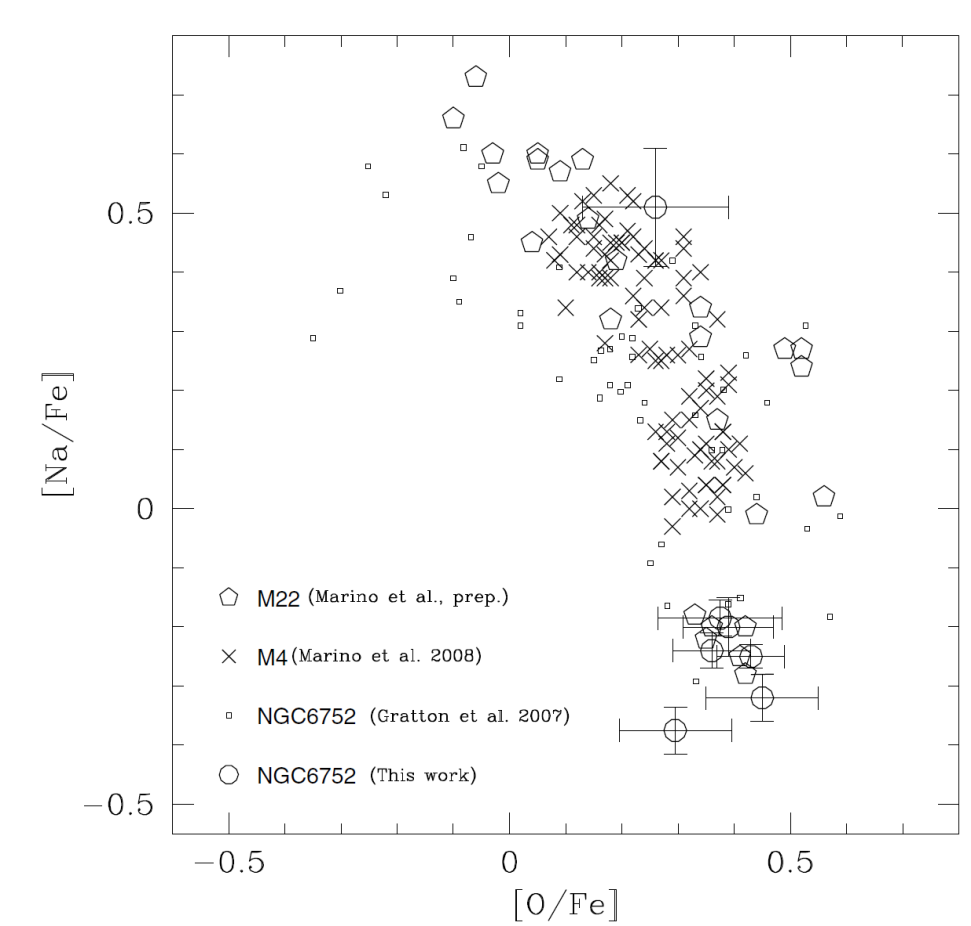 0.5
[Na/Fe]
0
M22 (Marino et al., prep.)
M4 (Marino et al. 2008)
NGC6752 (Gratton et al. 2007)
NGC6752 (This work)
−0.5
−0.5 0 0.5
[O/Fe]